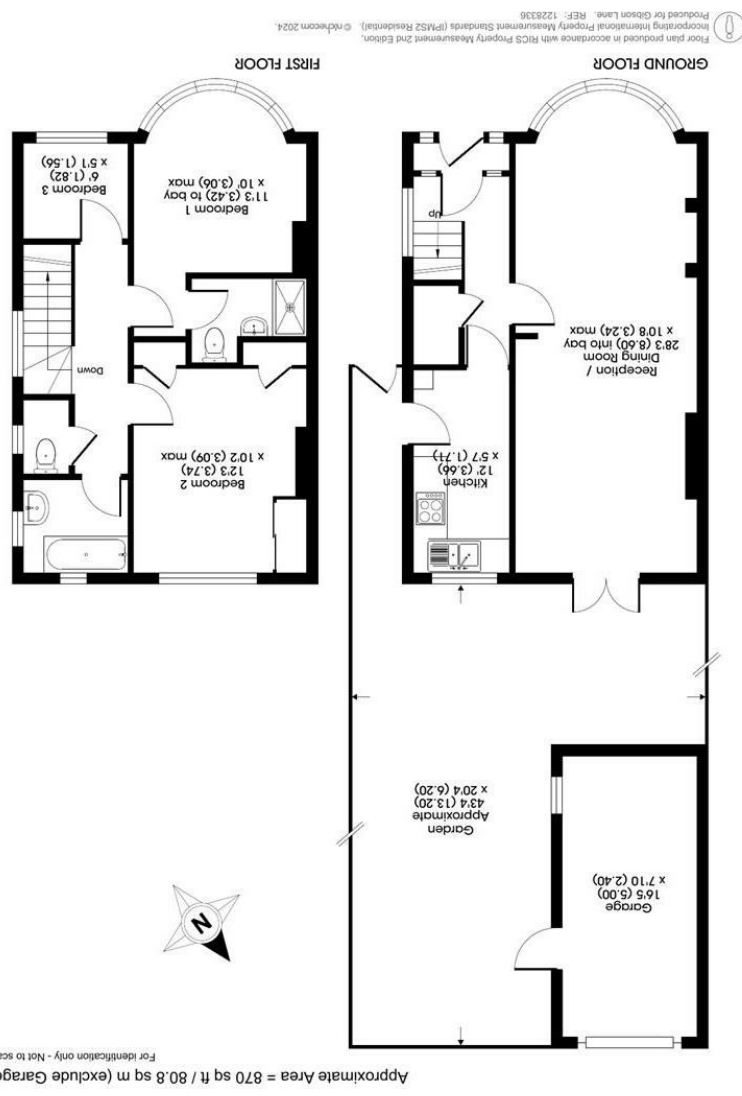 Approximate Area = 870 sq ft / 80.8 sq m (exclude Garage
For identification only - Not to sca
Garage
16'5 (5.00)
x 7'10 (2.40)
N
Garden
Approximate
43'4 (13.20)
x 20'4 (6.20)
Kitchen
12' (3.66)
x 5'7 (1.71)
Reception /
Dining Room
28'3 (8.60) into bay
x 10'8 (3.24) max
Up
GROUND FLOOR
Bedroom 2
12'3 (3.74)
x 10'2 (3.09) max
Down
Bedroom 1
11'3 (3.42) to bay
x 10' (3.06) max
Bedroom 3
6' (1.82)
x 5'1 (1.56)
FIRST FLOOR
Floor plan produced in accordance with RICS Property Measurement 2nd Edition,
Incorporating International Property Measurement Standards (IPMS2 Residential). © nichecom 2024.
Produced for Gibson Lane. REF: 1228336